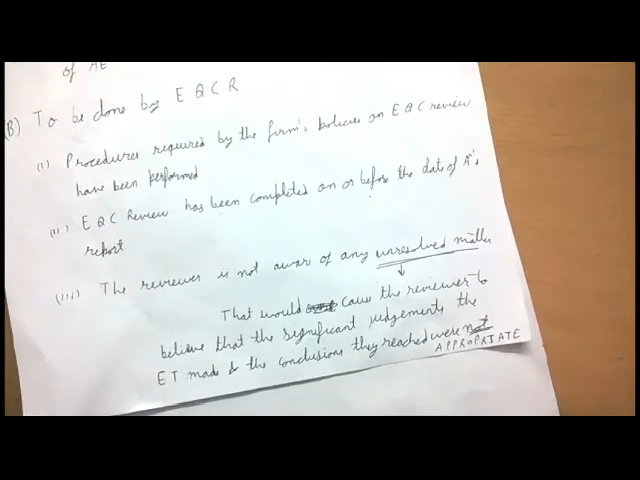 of AE
(B) To be done by E Q C R
(i) Procedures required by the firm's policies on E Q C review
have been performed
(ii) E Q C Review has been completed on or before the date of A's
report
(iii) The reviewer is not aware of any unresolved matter
That would cause the reviewer to
believe that the significant judgements the
E T made & the conclusions they reached were not
APPROPRIATE